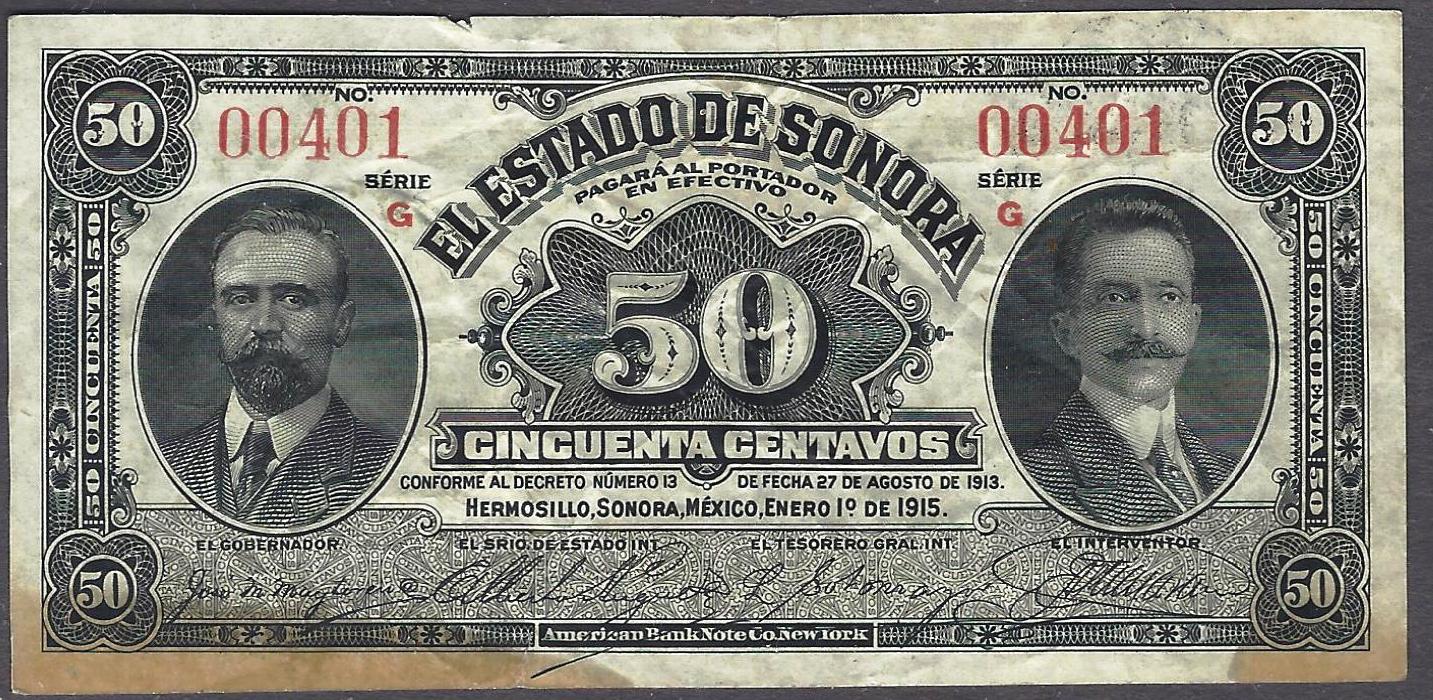 50
50
NO.
00401
SÉRIE
G
EL ESTADO DE SONORA
PAGARÁ AL PORTADOR
EN EFECTIVO
NO.
00401
SÉRIE
G
50 CINCUENTA 50
50
50 CINCUENTA 50
CINCUENTA CENTAVOS
CONFORME AL DECRETO NÚMERO 13 DE FECHA 27 DE AGOSTO DE 1913.
HERMOSILLO, SONORA, MÉXICO, ENERO 1º DE 1915.
EL GOBERNADOR EL SRIO. DE ESTADO INT. EL TESORERO GRAL. INT. EL INTERVENTOR
50
50
American Bank Note Co. New York